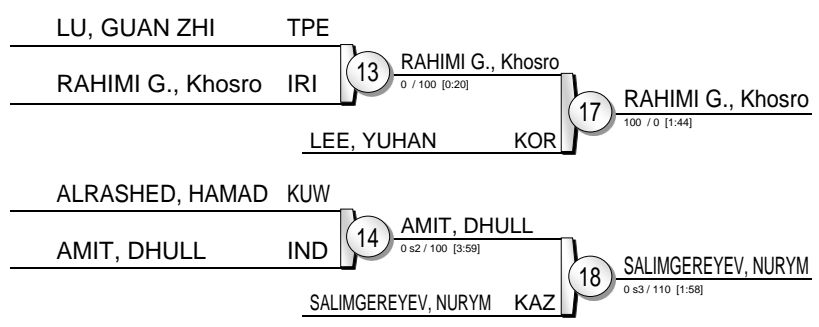 LU, GUAN ZHI TPE
13 RAHIMI G., Khosro
RAHIMI G., Khosro IRI 0 / 100 [0:20]
17 RAHIMI G., Khosro
100 / 0 [1:44]
LEE, YUHAN KOR
ALRASHED, HAMAD KUW
14 AMIT, DHULL
AMIT, DHULL IND 0 s2 / 100 [3:59]
18 SALIMGEREYEV, NURYM
0 s3 / 110 [1:58]
SALIMGEREYEV, NURYM KAZ